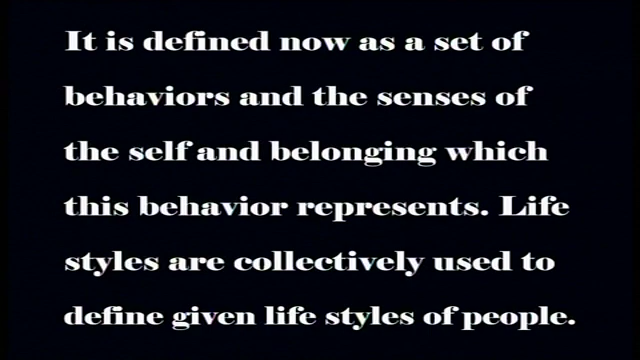 It is defined now as a set of
behaviors and the senses of
the self and belonging which
this behavior represents. Life
styles are collectively used to
define given life styles of people.